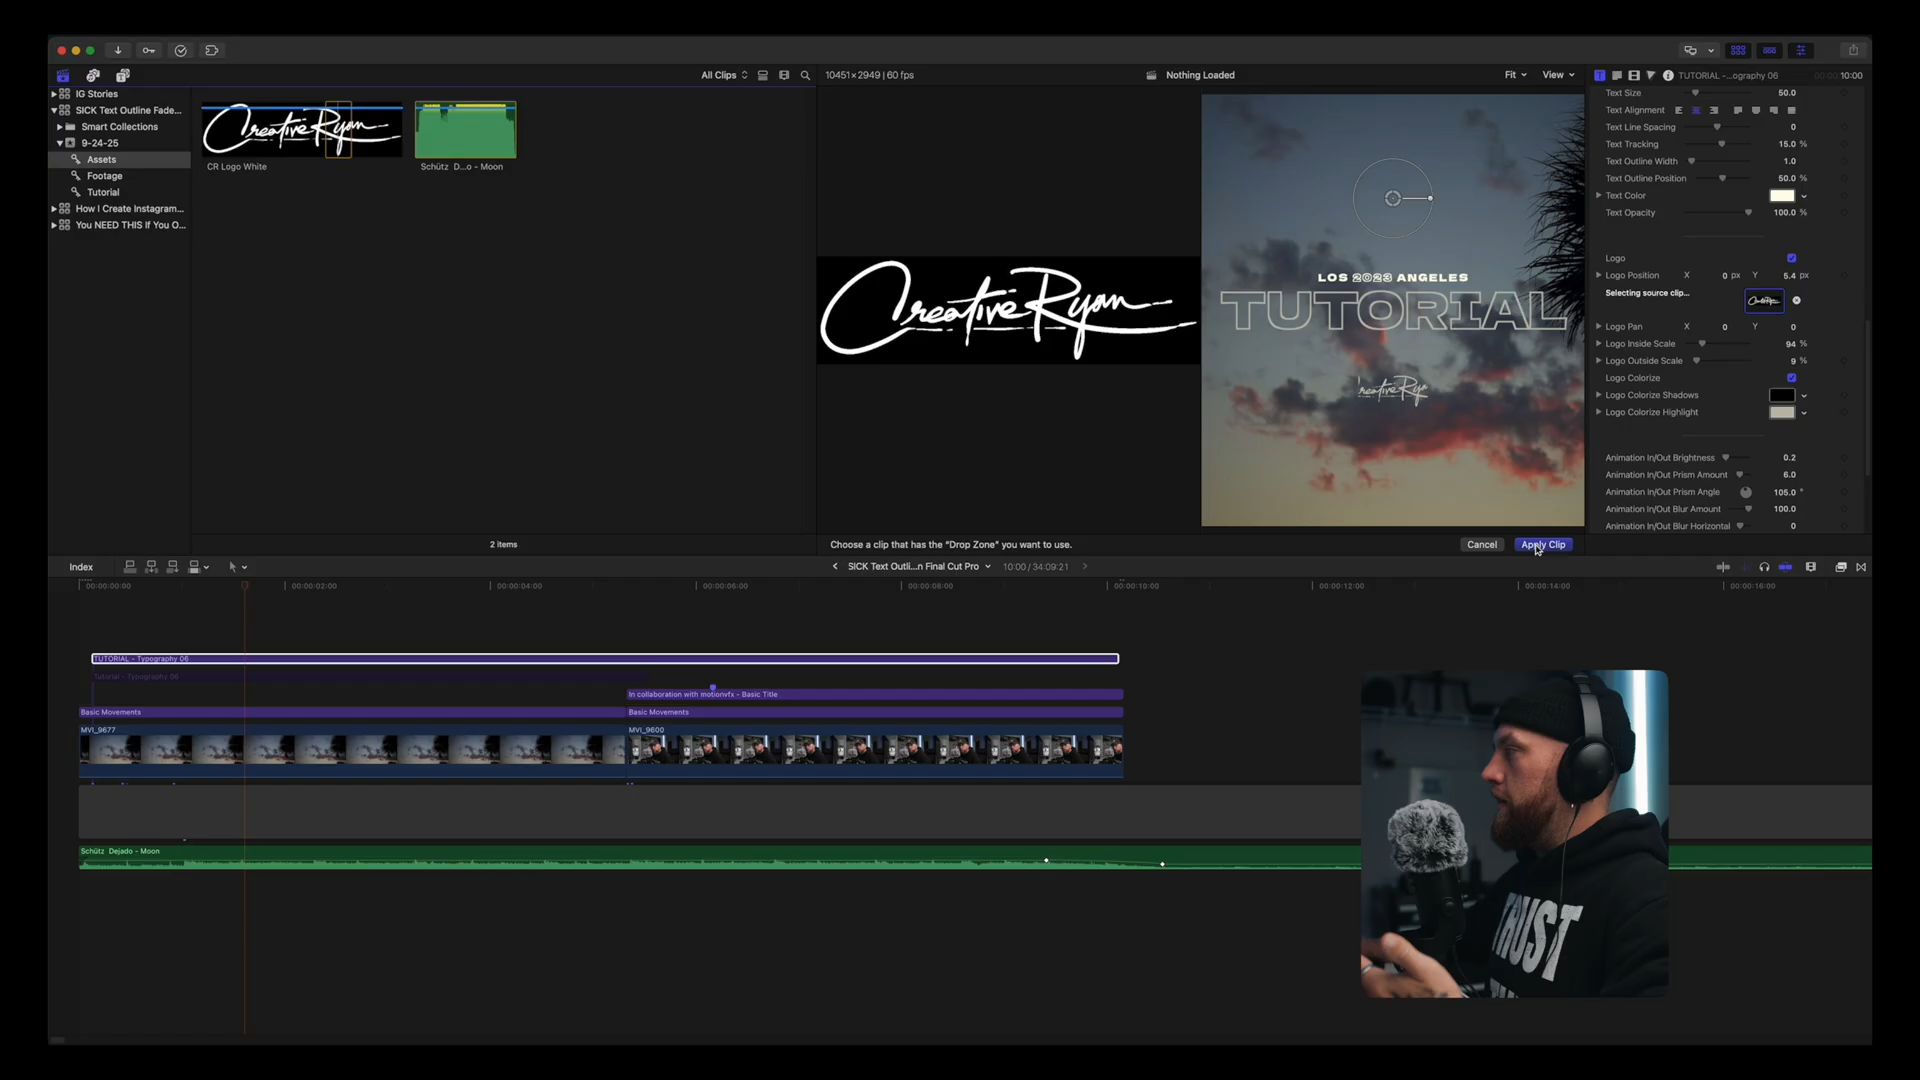 All Clips
10451×2949 | 60 fps
Nothing Loaded
Fit
View
TUTORIAL -...ography 06
10:00
IG Stories
SICK Text Outline Fade...
Smart Collections
9-24-25
Assets
Footage
Tutorial
How I Create Instagram...
You NEED THIS If You O...
CreativeRyan
CR Logo White
Schütz D...o - Moon
CreativeRyan
LOS 2023 ANGELES
TUTORIAL
Text Size 50.0
Text Alignment
Text Line Spacing 0
Text Tracking 15.0 %
Text Outline Width 1.0
Text Outline Position 50.0 %
Text Color
Text Opacity 100.0 %
Logo
Logo Position X 0 px Y 5.4 px
Selecting source clip...
Logo Pan X 0 Y 0
Logo Inside Scale 94 %
Logo Outside Scale 9 %
Logo Colorize
Logo Colorize Shadows
Logo Colorize Highlight
Animation In/Out Brightness 0.2
Animation In/Out Prism Amount 6.0
Animation In/Out Prism Angle 105.0 °
Animation In/Out Blur Amount 100.0
Animation In/Out Blur Horizontal 0
2 items
Choose a clip that has the “Drop Zone” you want to use.
Cancel
Apply Clip
Index
SICK Text Outli...n Final Cut Pro
10:00 / 34:09:21
00:00:00:00
00:00:02:00
00:00:04:00
00:00:06:00
00:00:08:00
00:00:10:00
00:00:12:00
00:00:14:00
00:00:16:00
TUTORIAL - Typography 06
Tutorial - Typography 06
In collaboration with motionvfx - Basic Title
Basic Movements
Basic Movements
MVI_9677
MVI_9600
Schütz Dejado - Moon
TRUST